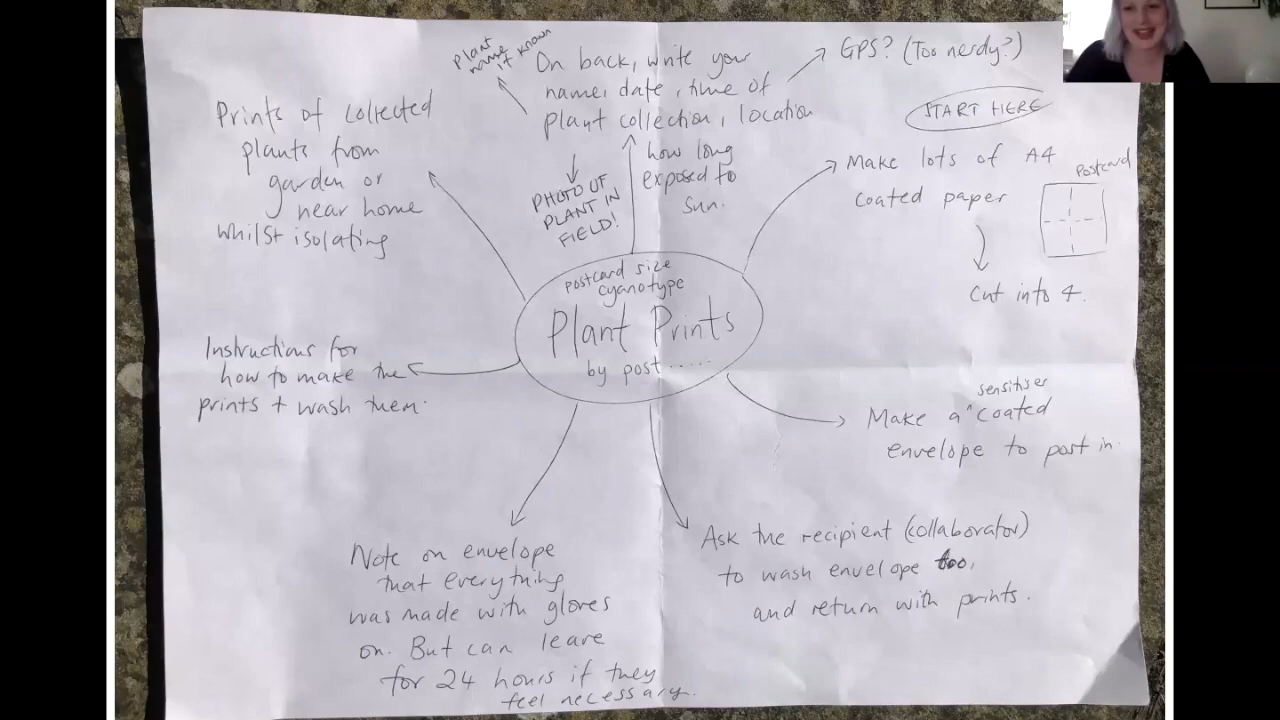 postcard size
cyanotype
Plant Prints
by post ......
START HERE
Make lots of A4
coated paper
Postcard
Cut into 4.
sensitiser
Make a ^ coated
envelope to post in.
Ask the recipient (collaborator)
to wash envelope too,
and return with prints.
Note on envelope
that everything
was made with gloves
on. But can leave
for 24 hours if they
feel necessary.
Instructions for
how to make the
prints + wash them.
Prints of collected
plants from
garden or
near home
whilst isolating
On back, write your
name, date, time of
plant collection, location
how long
exposed to
sun.
plant
name if known
PHOTO OF
PLANT IN
FIELD!
GPS? (Too nerdy?)